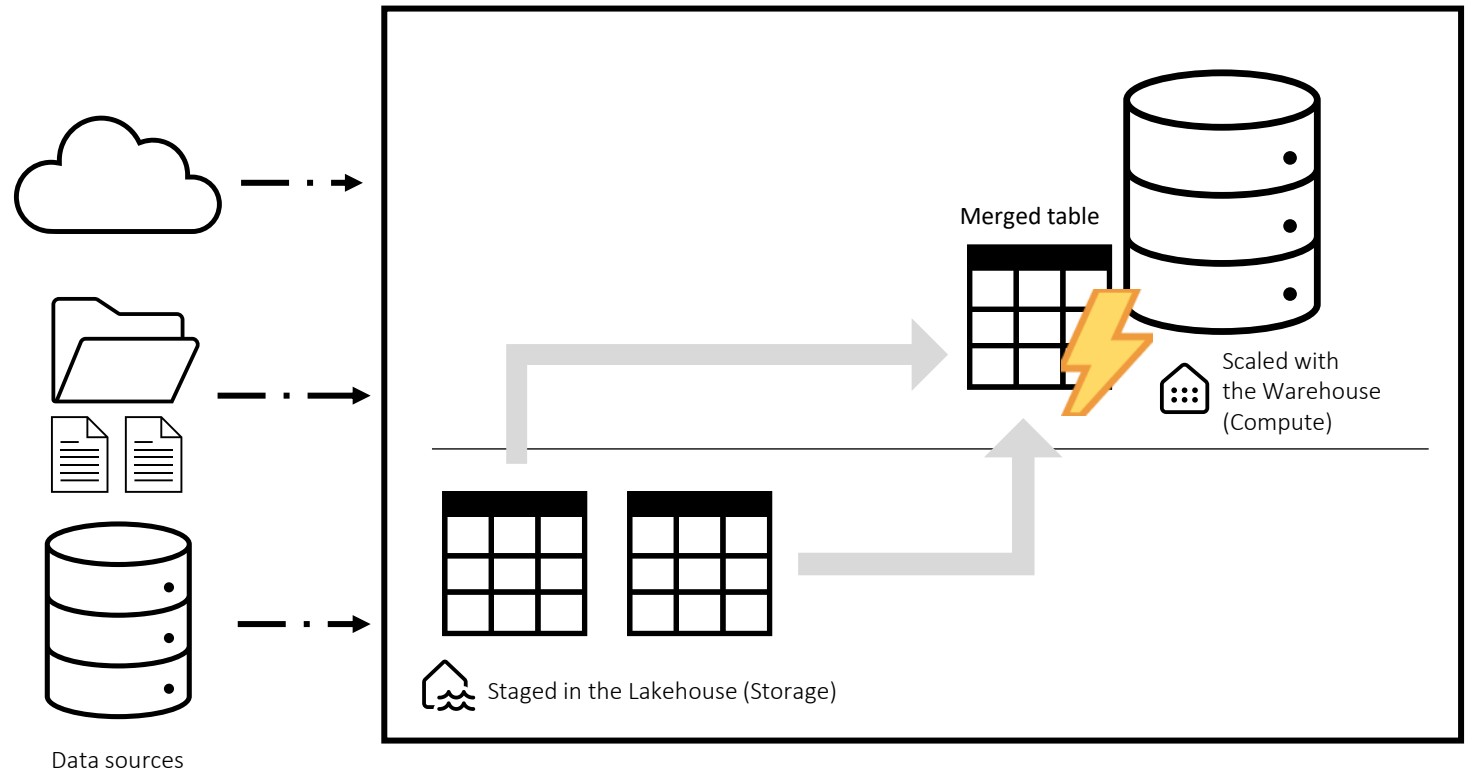 Merged table
Scaled with
the Warehouse
(Compute)
Staged in the Lakehouse (Storage)
Data sources